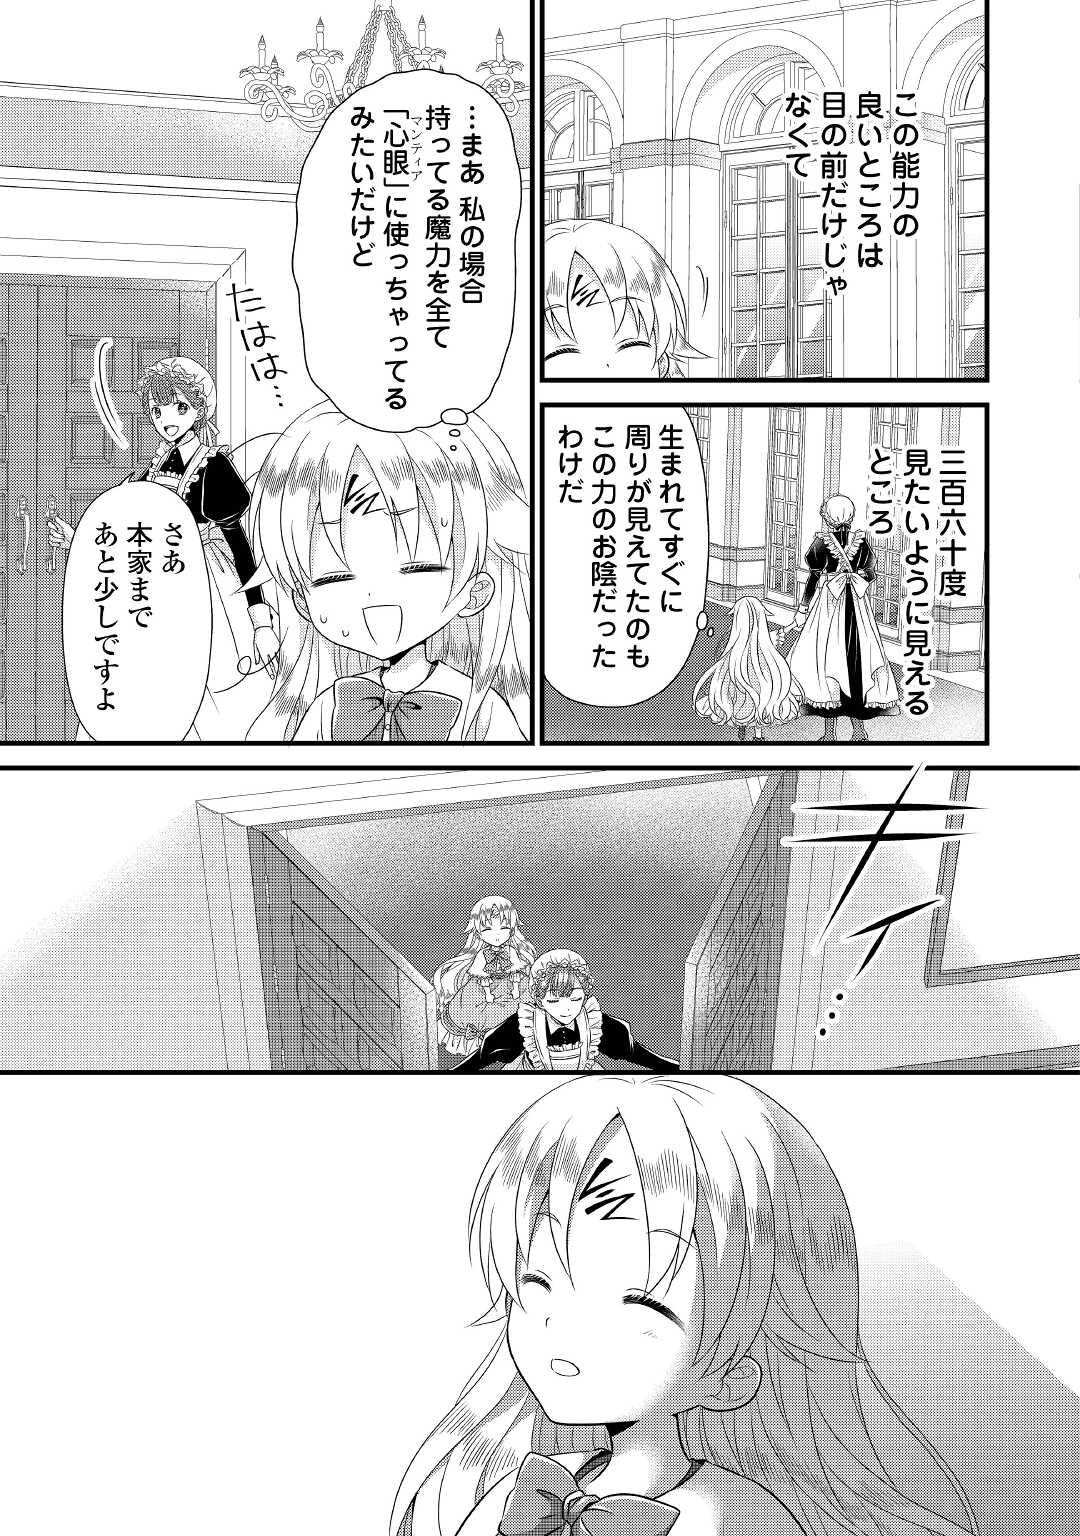 この能力の
良いところは
目の前だけじゃ
なくて
三百六十度
見たいように見える
ところ
生まれてすぐに
周りが見えてたのも
この力のお陰だった
わけだ
…まあ 私の場合
持ってる魔力を全て
「心眼」に使っちゃってる
マンティア
みたいだけど
たはは…
さあ
本家まで
あと少しですよ
キィ…